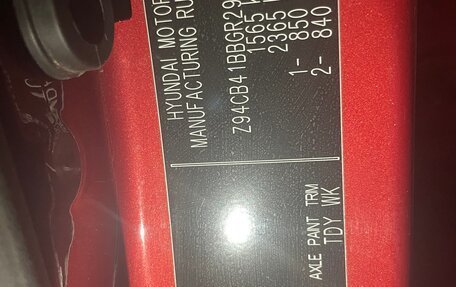 HYUNDAI MOTOR
MANUFACTURING RU
Z94CB41BBGR29
1565 K
2365
1- 850
2- 840
AXLE PAINT TRIM
TDY WK